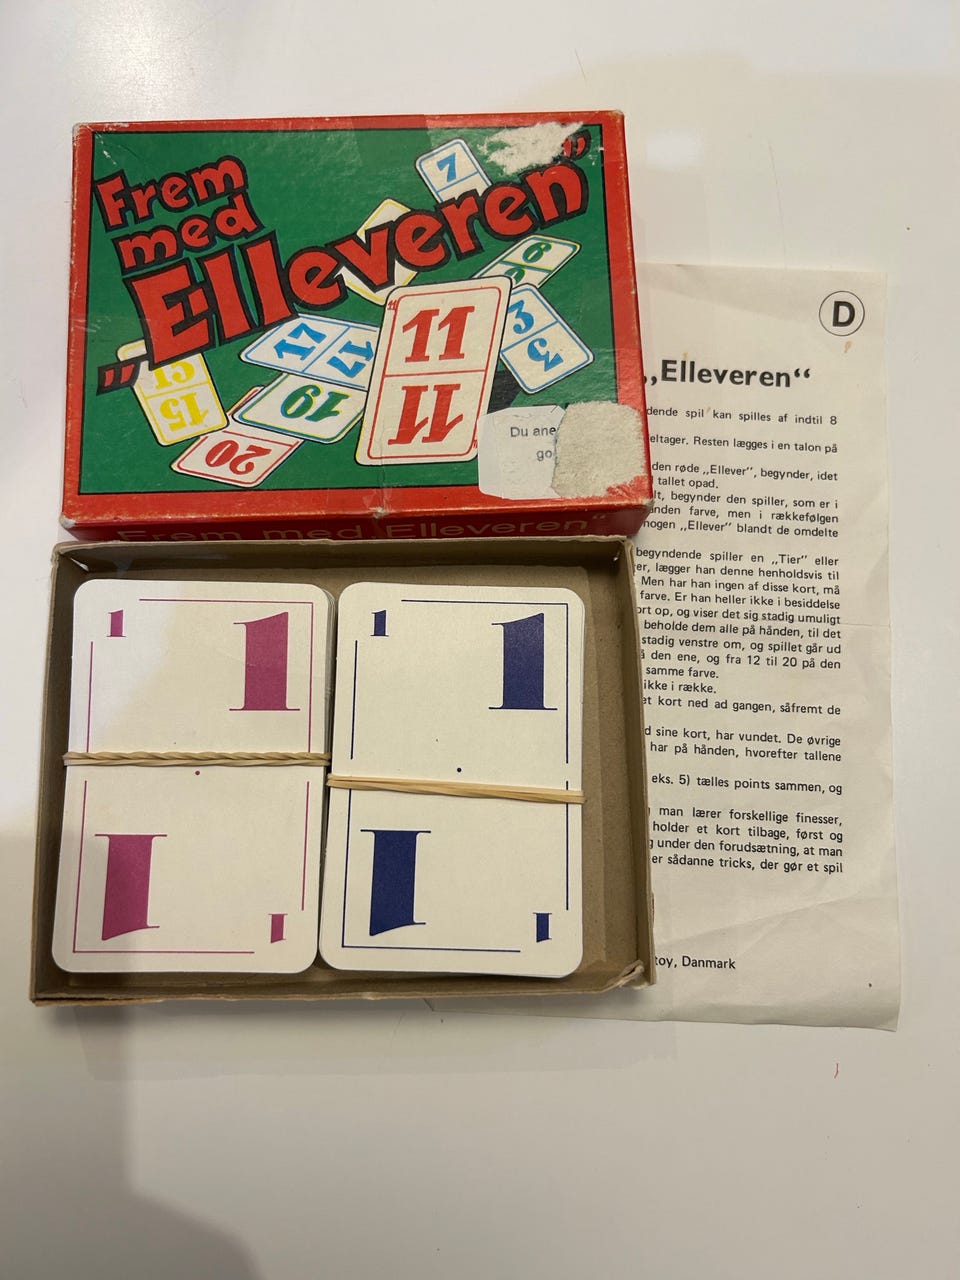 Frem
med
„Elleveren”
7
6
6
3
3
17
17
11
11
11
15
15
19
20
Du ane
go
Frem med Elleveren“
D
„Elleveren“
dende spil kan spilles af indtil 8
eltager. Resten lægges i en talon på
den røde „Ellever“, begynder, idet
tallet opad.
lt, begynder den spiller, som er i
anden farve, men i rækkefølgen
nogen „Ellever“ blandt de omdelte
begyndende spiller en „Tier“ eller
er, lægger han denne henholdsvis til
Men har han ingen af disse kort, må
farve. Er han heller ikke i besiddelse
ort op, og viser det sig stadig umuligt
beholde dem alle på hånden, til det
stadig venstre om, og spillet går ud
å den ene, og fra 12 til 20 på den
samme farve.
ikke i række.
et kort ned ad gangen, såfremt de
d sine kort, har vundet. De øvrige
har på hånden, hvorefter tallene
eks. 5) tælles points sammen, og
man lærer forskellige finesser,
holder et kort tilbage, først og
g under den forudsætning, at man
er sådanne tricks, der gør et spil
toy, Danmark
1
1
1
1
1
1
1
1